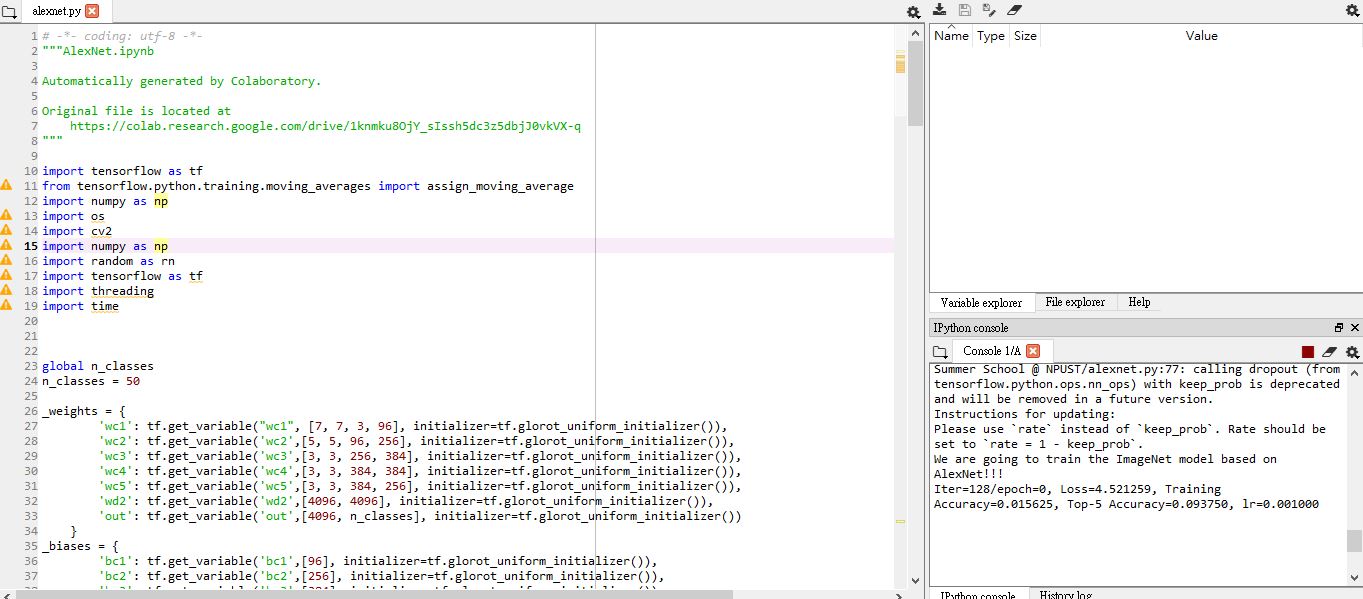 alexnet.py
1 # -*- coding: utf-8 -*-
2 """AlexNet.ipynb
3
4 Automatically generated by Colaboratory.
5
6 Original file is located at
7     https://colab.research.google.com/drive/1knmku8OjY_sIssh5dc3z5dbjJ0vkVX-q
8 """
9
10 import tensorflow as tf
11 from tensorflow.python.training.moving_averages import assign_moving_average
12 import numpy as np
13 import os
14 import cv2
15 import numpy as np
16 import random as rn
17 import tensorflow as tf
18 import threading
19 import time
20
21
22
23 global n_classes
24 n_classes = 50
25
26 _weights = {
27         'wc1': tf.get_variable("wc1", [7, 7, 3, 96], initializer=tf.glorot_uniform_initializer()),
28         'wc2': tf.get_variable('wc2',[5, 5, 96, 256], initializer=tf.glorot_uniform_initializer()),
29         'wc3': tf.get_variable('wc3',[3, 3, 256, 384], initializer=tf.glorot_uniform_initializer()),
30         'wc4': tf.get_variable('wc4',[3, 3, 384, 384], initializer=tf.glorot_uniform_initializer()),
31         'wc5': tf.get_variable('wc5',[3, 3, 384, 256], initializer=tf.glorot_uniform_initializer()),
32         'wd2': tf.get_variable('wd2',[4096, 4096], initializer=tf.glorot_uniform_initializer()),
33         'out': tf.get_variable('out',[4096, n_classes], initializer=tf.glorot_uniform_initializer())
34     }
35 _biases = {
36         'bc1': tf.get_variable('bc1',[96], initializer=tf.glorot_uniform_initializer()),
37         'bc2': tf.get_variable('bc2',[256], initializer=tf.glorot_uniform_initializer()),
Name Type Size Value
Variable explorer File explorer Help
IPython console
Console 1/A
Summer School @ NPUST/alexnet.py:77: calling dropout (from
tensorflow.python.ops.nn_ops) with keep_prob is deprecated
and will be removed in a future version.
Instructions for updating:
Please use `rate` instead of `keep_prob`. Rate should be
set to `rate = 1 - keep_prob`.
We are going to train the ImageNet model based on
AlexNet!!!
Iter=128/epoch=0, Loss=4.521259, Training
Accuracy=0.015625, Top-5 Accuracy=0.093750, lr=0.001000
IPython console History log